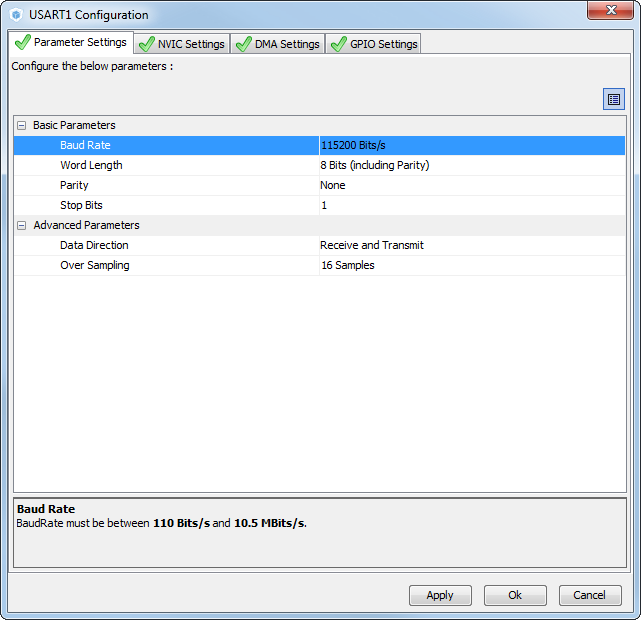 USART1 Configuration
Parameter Settings NVIC Settings DMA Settings GPIO Settings
Configure the below parameters :
Basic Parameters
Baud Rate 115200 Bits/s
Word Length 8 Bits (including Parity)
Parity None
Stop Bits 1
Advanced Parameters
Data Direction Receive and Transmit
Over Sampling 16 Samples
Baud Rate
BaudRate must be between 110 Bits/s and 10.5 MBits/s.
Apply Ok Cancel